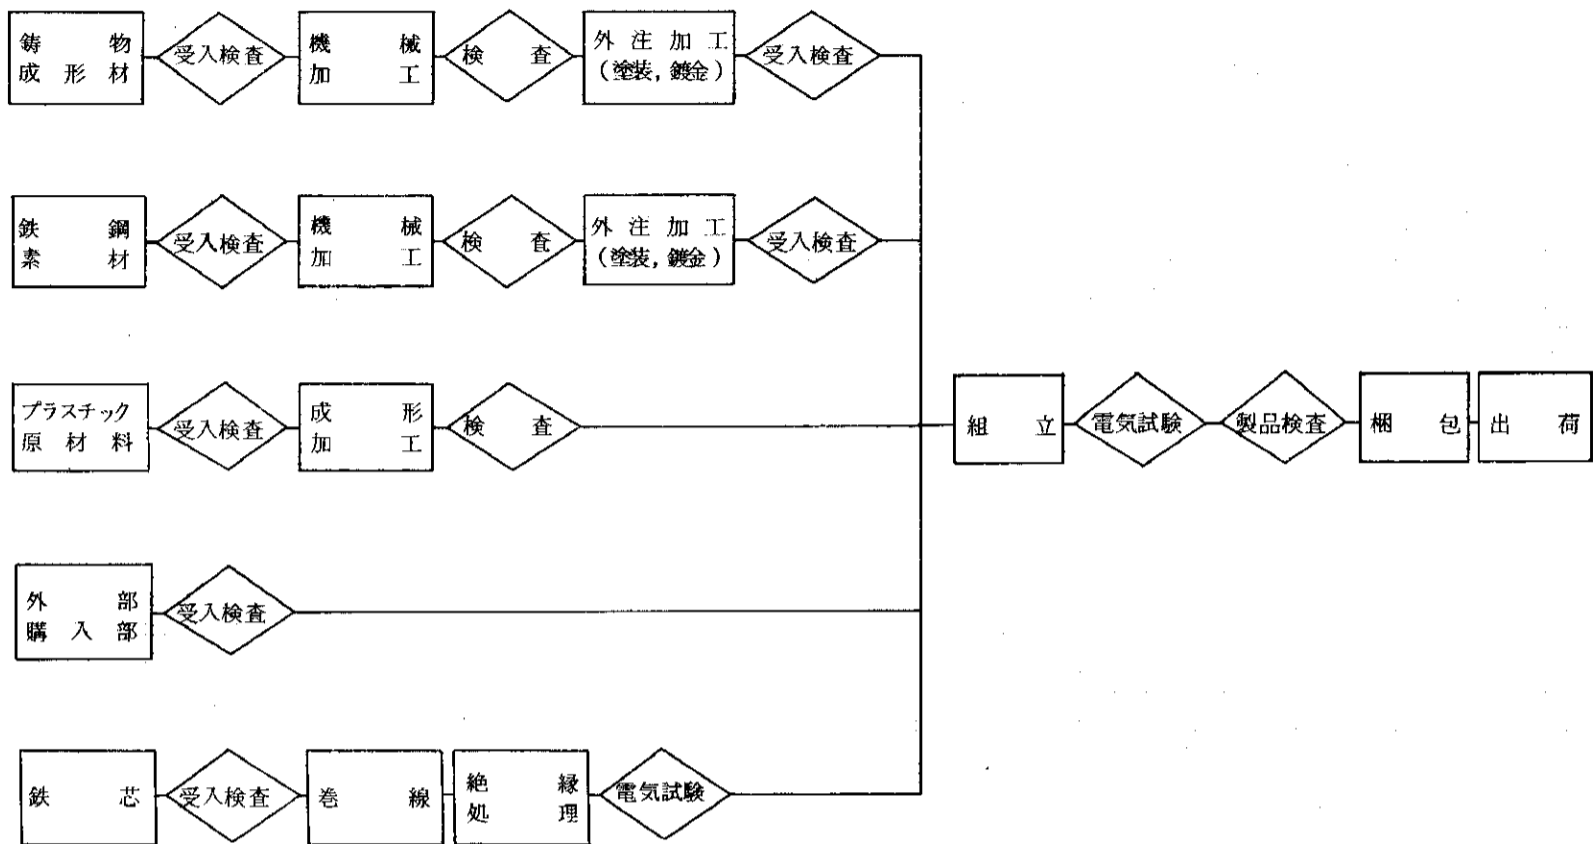 鋳物
成形材
受入検査
機械
加工
検査
外注加工
(塗装,鍍金)
受入検査
鉄鋼
素材
受入検査
機械
加工
検査
外注加工
(塗装,鍍金)
受入検査
プラスチック
原材料
受入検査
成形
加工
検査
組立
電気試験
製品検査
梱包
出荷
外部
購入部
受入検査
鉄芯
受入検査
巻線
絶縁
処理
電気試験